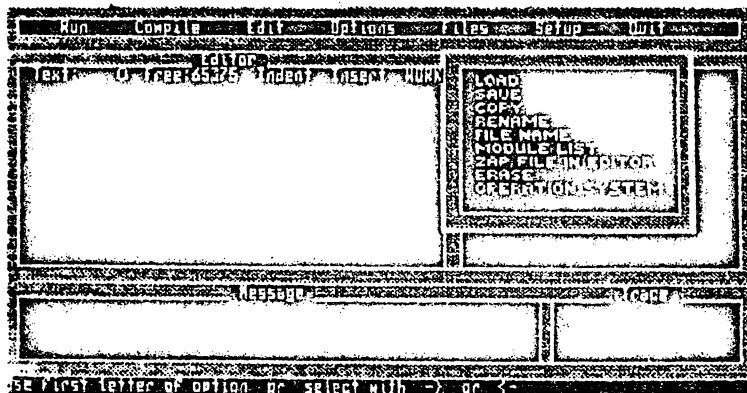 Run Compile Edit Options Files Setup Quit
Editor
Text 0 Free:65375 Indent Insert
LOAD
SAVE
COPY
RENAME
FILE NAME
MODULE LIST
ZAP FILE IN EDITOR
ERASE
OPERATION SYSTEM
Message
Trace
se first letter of option or select with -> or <-